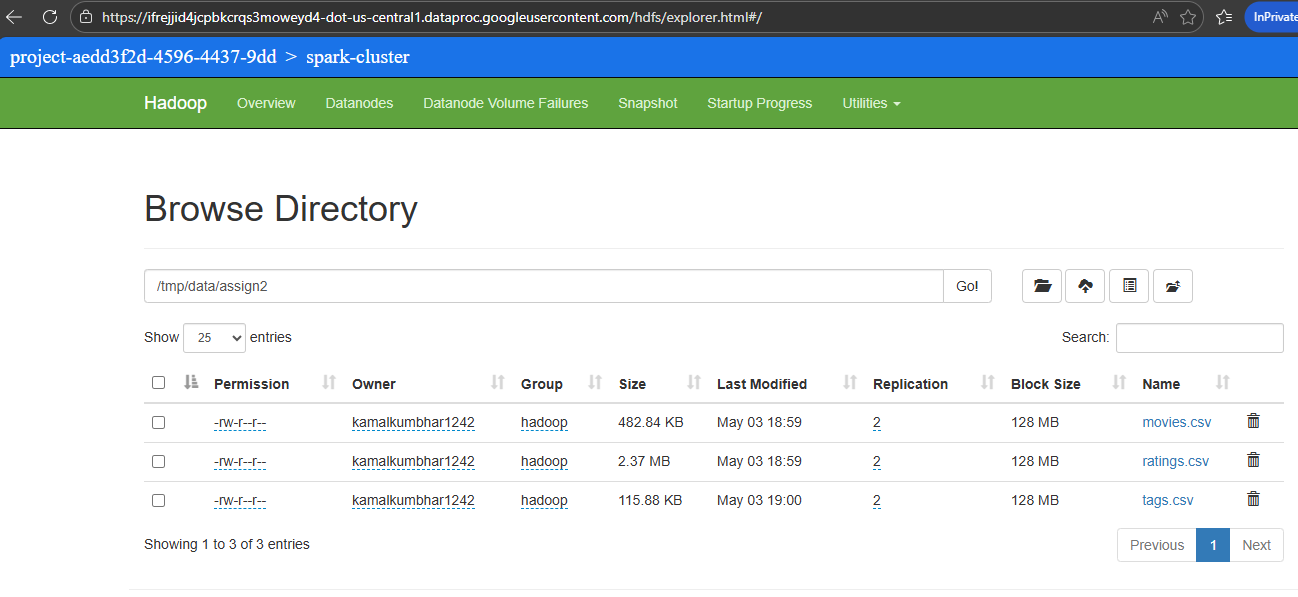 https://ifrejjid4jcpbkcrqs3moweyd4-dot-us-central1.dataproc.googleusercontent.com/hdfs/explorer.html#/
InPrivate
project-aedd3f2d-4596-4437-9dd > spark-cluster
Hadoop Overview Datanodes Datanode Volume Failures Snapshot Startup Progress Utilities
Browse Directory
/tmp/data/assign2 Go!
Show 25 entries Search:
Permission Owner Group Size Last Modified Replication Block Size Name
-rw-r--r-- kamalkumbhar1242 hadoop 482.84 KB May 03 18:59 2 128 MB movies.csv
-rw-r--r-- kamalkumbhar1242 hadoop 2.37 MB May 03 18:59 2 128 MB ratings.csv
-rw-r--r-- kamalkumbhar1242 hadoop 115.88 KB May 03 19:00 2 128 MB tags.csv
Showing 1 to 3 of 3 entries Previous 1 Next